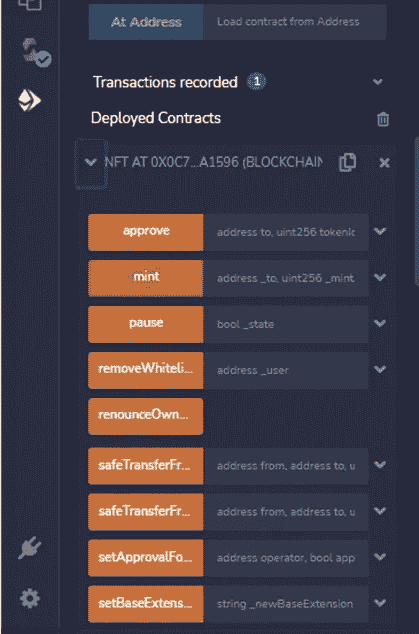 At Address Load contract from Address
Transactions recorded 1
Deployed Contracts
NFT AT 0X0C7...A1596 (BLOCKCHAIN
approve address to, uint256 tokenId
mint address _to, uint256 _mint
pause bool _state
removeWhiteli... address _user
renounceOwn...
safeTransferFr... address from, address to, u
safeTransferFr... address from, address to, u
setApprovalFo... address operator, bool app
setBaseExtens... string _newBaseExtension